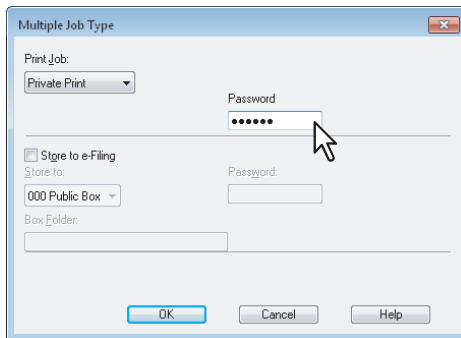 Multiple Job Type
Print Job:
Private Print
Password
••••••
Store to e-Filing
Store to:
Password:
000 Public Box
Box Folder:
OK Cancel Help